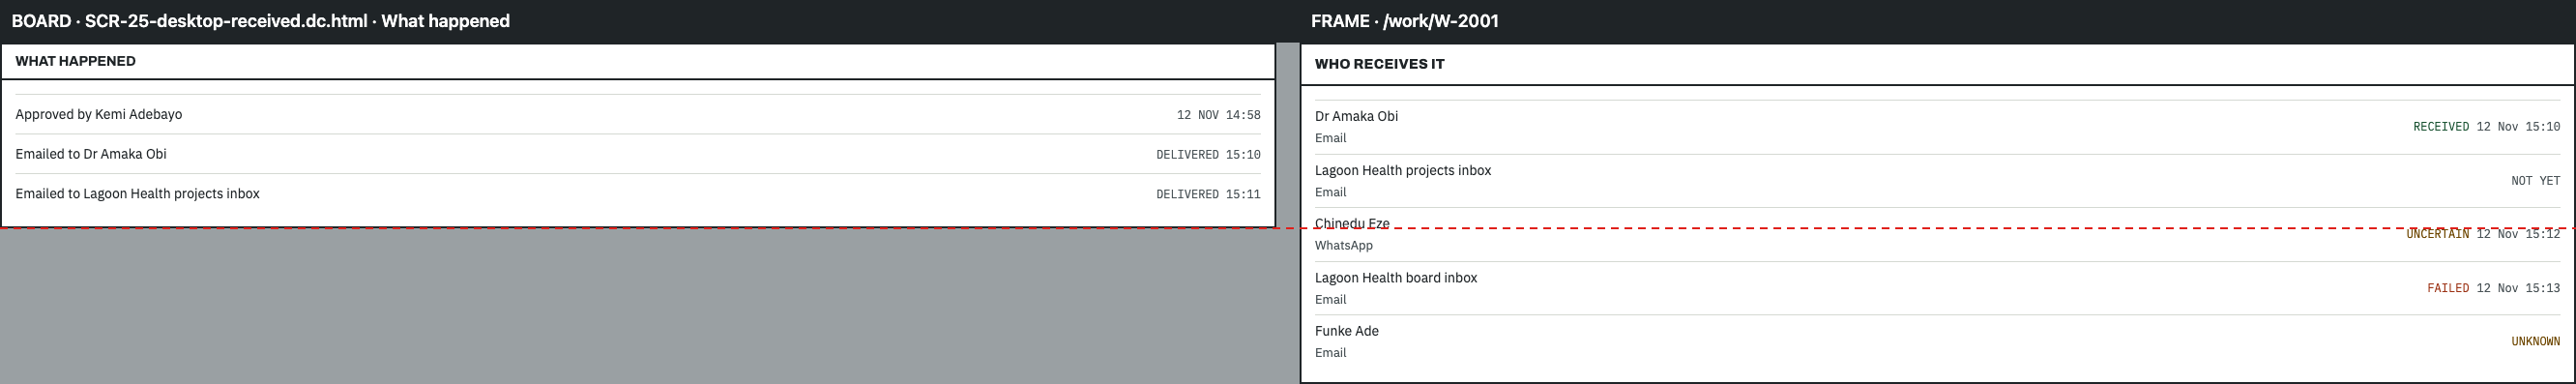 BOARD · SCR-25-desktop-received.dc.html · What happened
WHAT HAPPENED
Approved by Kemi Adebayo 12 NOV 14:58
Emailed to Dr Amaka Obi DELIVERED 15:10
Emailed to Lagoon Health projects inbox DELIVERED 15:11
FRAME · /work/W-2001
WHO RECEIVES IT
Dr Amaka Obi
Email
RECEIVED 12 Nov 15:10
Lagoon Health projects inbox
Email
NOT YET
Chinedu Eze
WhatsApp
UNCERTAIN 12 Nov 15:12
Lagoon Health board inbox
Email
FAILED 12 Nov 15:13
Funke Ade
Email
UNKNOWN